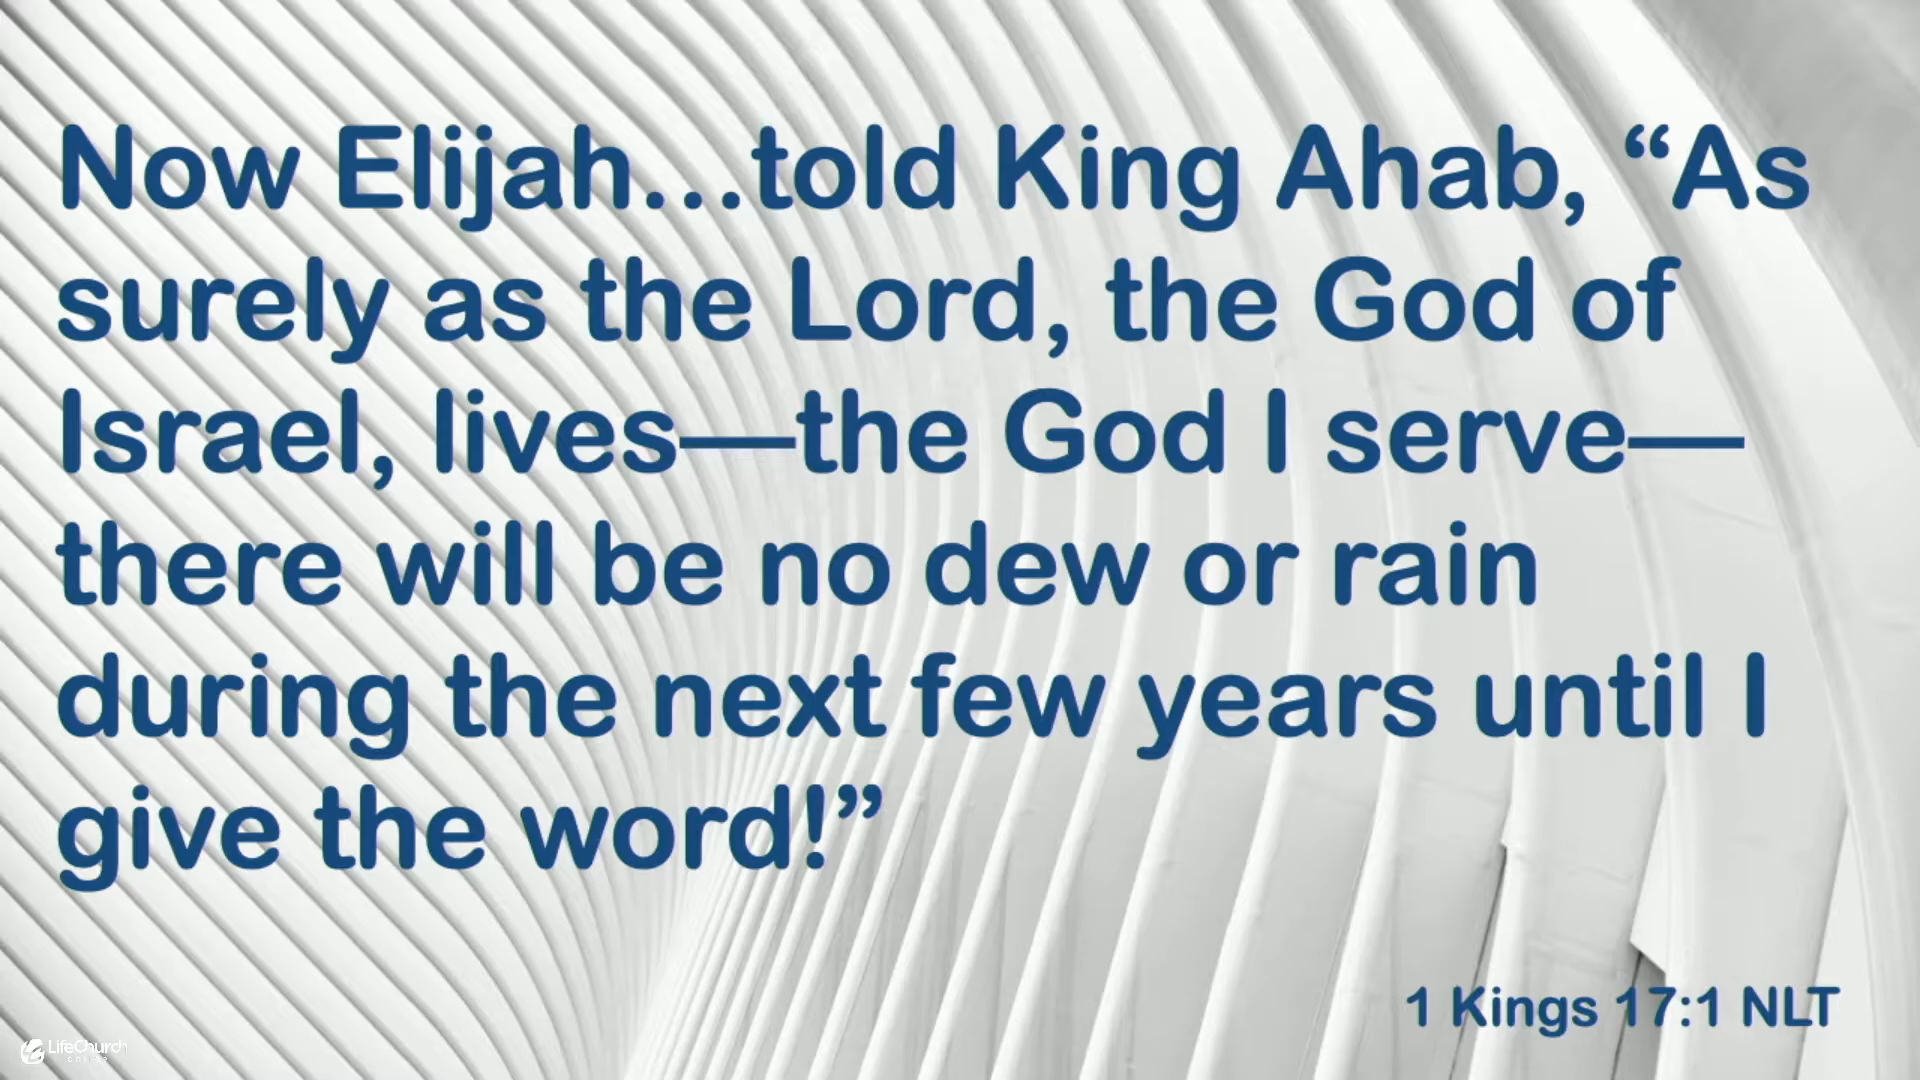 Now Elijah…told King Ahab, “As
surely as the Lord, the God of
Israel, lives—the God I serve—
there will be no dew or rain
during the next few years until I
give the word!”
1 Kings 17:1 NLT
LifeChurch